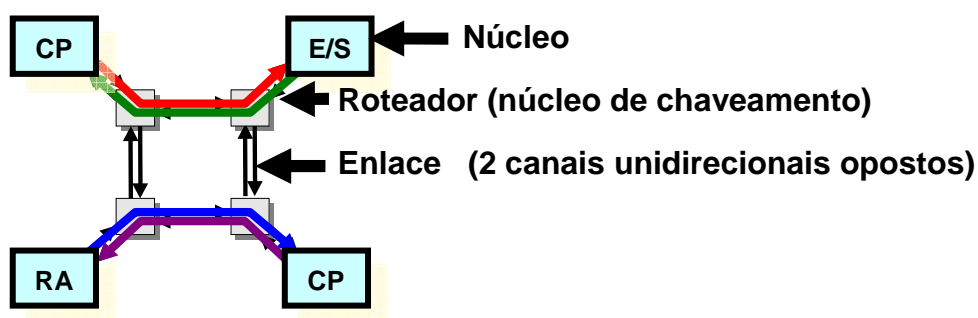 CP
E/S
Núcleo
Roteador (núcleo de chaveamento)
Enlace (2 canais unidirecionais opostos)
RA
CP